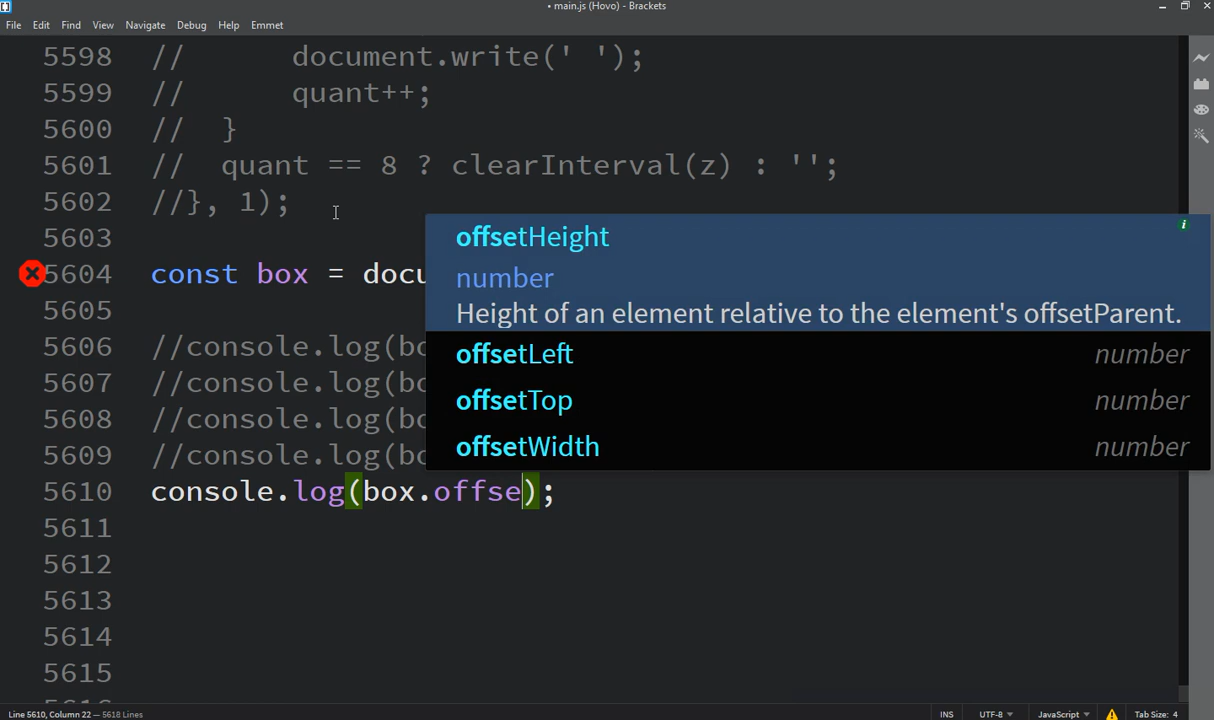 • main.js (Hovo) - Brackets
File Edit Find View Navigate Debug Help Emmet
5598 // document.write(' ');
5599 // quant++;
5600 // }
5601 // quant == 8 ? clearInterval(z) : '';
5602 //}, 1);
5603
5604 const box = docu
5605
5606 //console.log(bo
5607 //console.log(bo
5608 //console.log(bo
5609 //console.log(bo
5610 console.log(box.offse);
5611
5612
5613
5614
5615
offsetHeight
number
Height of an element relative to the element's offsetParent.
offsetLeft number
offsetTop number
offsetWidth number
Line 5610, Column 22 — 5618 Lines INS UTF-8 JavaScript Tab Size: 4